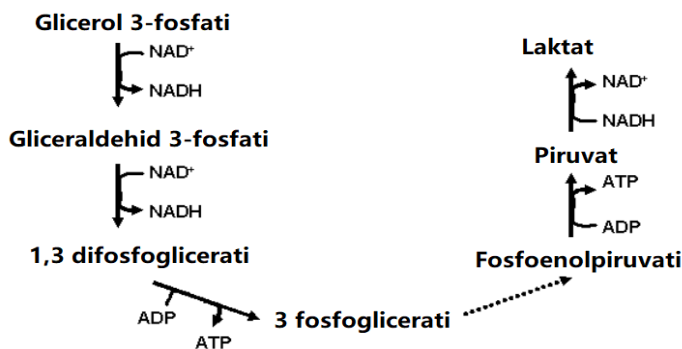 Glicerol 3-fosfati
NAD⁺
NADH
Gliceraldehid 3-fosfati
NAD⁺
NADH
1,3 difosfoglicerati
ADP
ATP
3 fosfoglicerati
Fosfoenolpiruvati
ADP
ATP
Piruvat
NADH
NAD⁺
Laktat